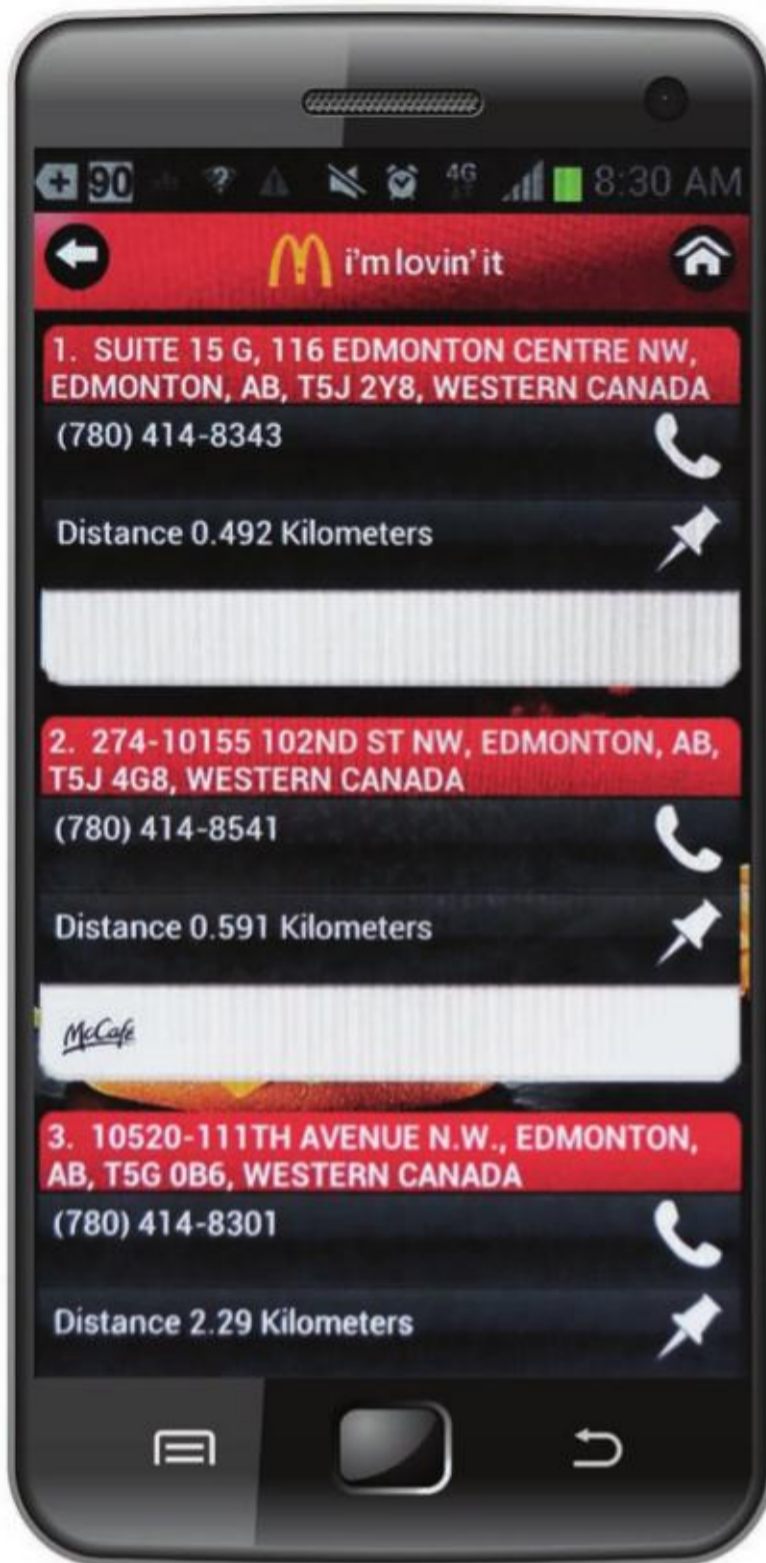 90
4G
8:30 AM
i'm lovin' it
1. SUITE 15 G, 116 EDMONTON CENTRE NW,
EDMONTON, AB, T5J 2Y8, WESTERN CANADA
(780) 414-8343
Distance 0.492 Kilometers
2. 274-10155 102ND ST NW, EDMONTON, AB,
T5J 4G8, WESTERN CANADA
(780) 414-8541
Distance 0.591 Kilometers
McCafé
3. 10520-111TH AVENUE N.W., EDMONTON,
AB, T5G 0B6, WESTERN CANADA
(780) 414-8301
Distance 2.29 Kilometers